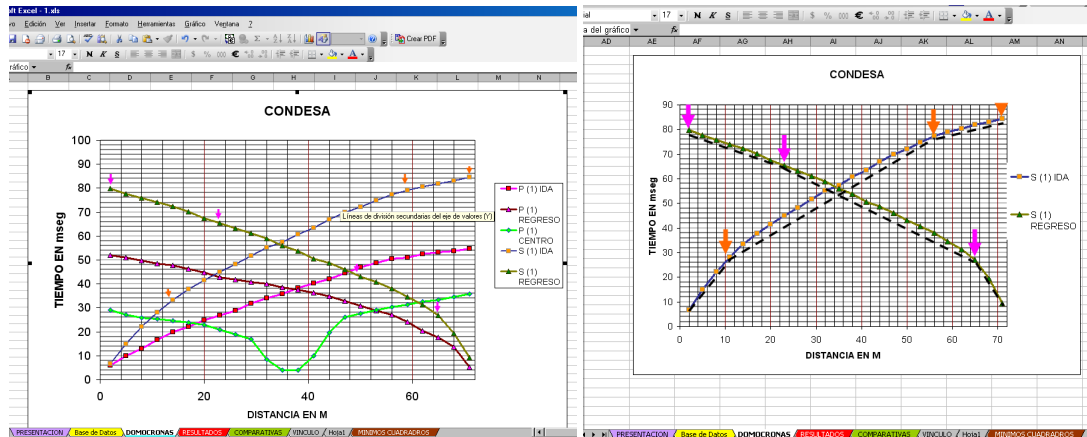 ft Excel - 1.xls
vo Edición Ver Insertar Formato Herramientas Gráfico Ventana ?
Crear PDF
17 N K S % 000 €
ráfico fx
B C D E F G H I J K L M N
CONDESA
TIEMPO EN mseg
100
90
80
70
60
50
40
30
20
10
0
0 20 40 60
DISTANCIA EN M
Líneas de división secundarias del eje de valores (Y)
P (1) IDA
P (1)
REGRESO
P (1)
CENTRO
S (1) IDA
S (1)
REGRESO
PRESENTACION / Base de Datos \ DOMOCRONAS / RESULTADOS / COMPARATIVAS / VINCULO / Hoja1 / MINIMOS CUADRADOS
ial 17 N K S $ % 000 €
a del gráfico fx
AD AE AF AG AH AI AJ AK AL AM AN
CONDESA
TIEMPO EN mseg
90
80
70
60
50
40
30
20
10
0
0 10 20 30 40 50 60 70
DISTANCIA EN M
S (1) IDA
S (1)
REGRESO
PRESENTACION / Base de Datos \ DOMOCRONAS / RESULTADOS / COMPARATIVAS / VINCULO / Hoja1 / MINIMOS CUADRADOS